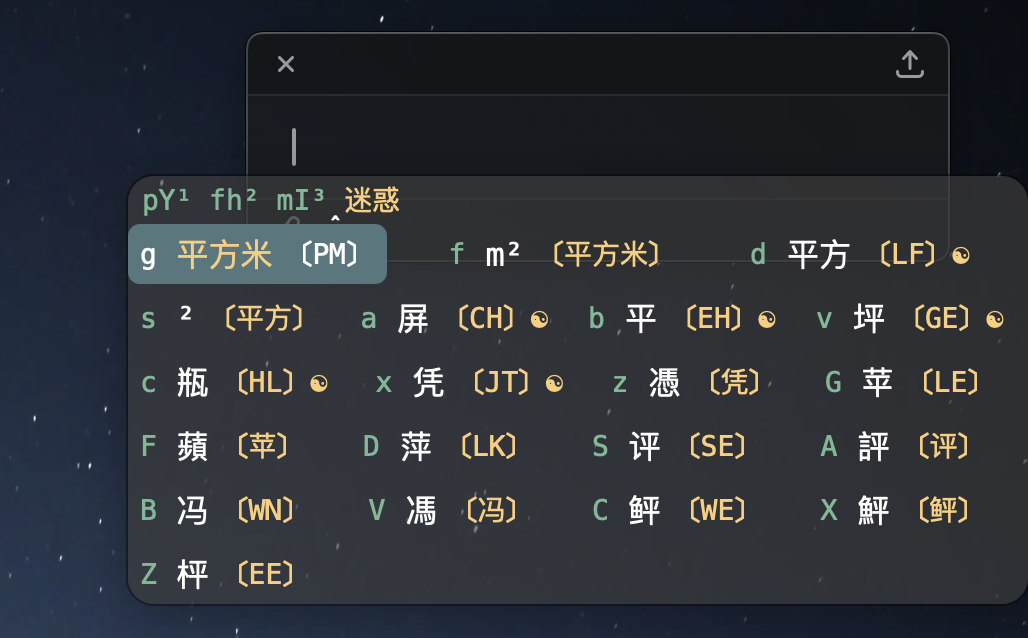 pY¹ fh² mI³ 迷惑
g 平方米 〔PM〕 f m² 〔平方米〕 d 平方 〔LF〕☯
s ² 〔平方〕 a 屏 〔CH〕☯ b 平 〔EH〕☯ v 坪 〔GE〕☯
c 瓶 〔HL〕☯ x 凭 〔JT〕☯ z 憑 〔凭〕 G 苹 〔LE〕
F 蘋 〔苹〕 D 萍 〔LK〕 S 评 〔SE〕 A 評 〔评〕
B 冯 〔WN〕 V 馮 〔冯〕 C 鲆 〔WE〕 X 鮃 〔鲆〕
Z 枰 〔EE〕